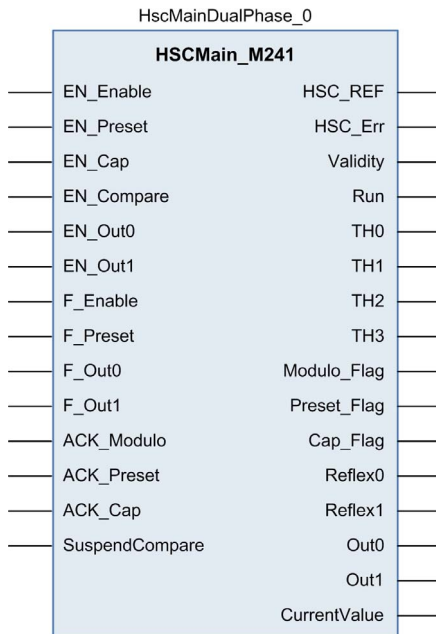 HscMainDualPhase_0
HSCMain_M241
EN_Enable HSC_REF
EN_Preset HSC_Err
EN_Cap Validity
EN_Compare Run
EN_Out0 TH0
EN_Out1 TH1
F_Enable TH2
F_Preset TH3
F_Out0 Modulo_Flag
F_Out1 Preset_Flag
ACK_Modulo Cap_Flag
ACK_Preset Reflex0
ACK_Cap Reflex1
SuspendCompare Out0
Out1
CurrentValue